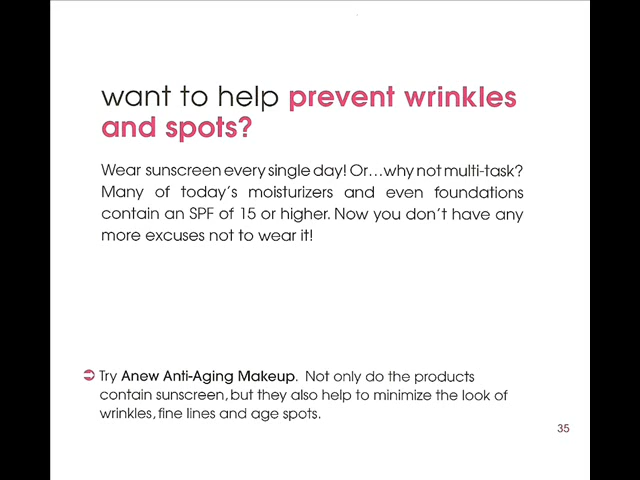 want to help prevent wrinkles
and spots?
Wear sunscreen every single day! Or...why not multi-task?
Many of today's moisturizers and even foundations
contain an SPF of 15 or higher. Now you don't have any
more excuses not to wear it!
Try Anew Anti-Aging Makeup. Not only do the products
contain sunscreen, but they also help to minimize the look of
wrinkles, fine lines and age spots.
35